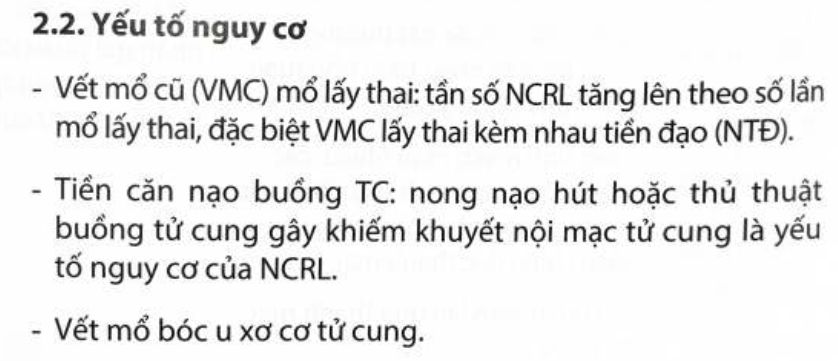 2.2. Yếu tố nguy cơ
- Vết mổ cũ (VMC) mổ lấy thai: tần số NCRL tăng lên theo số lần
mổ lấy thai, đặc biệt VMC lấy thai kèm nhau tiền đạo (NTĐ).
- Tiền căn nạo buồng TC: nong nạo hút hoặc thủ thuật
buồng tử cung gây khiếm khuyết nội mạc tử cung là yếu
tố nguy cơ của NCRL.
- Vết mổ bóc u xơ cơ tử cung.